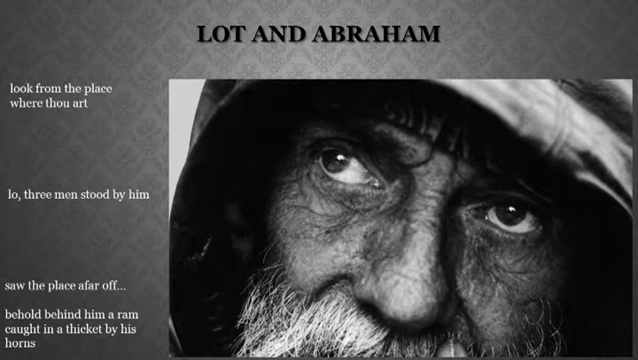 LOT AND ABRAHAM
look from the place
where thou art
lo, three men stood by him
saw the place afar off...
behold behind him a ram
caught in a thicket by his
horns